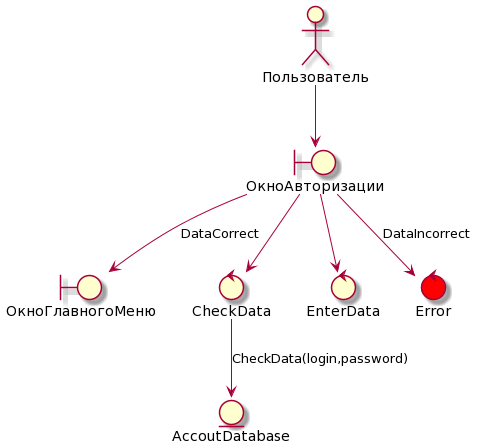 Пользователь
ОкноАвторизации
DataCorrect
DataIncorrect
ОкноГлавногоМеню
CheckData
EnterData
Error
CheckData(login,password)
AccoutDatabase